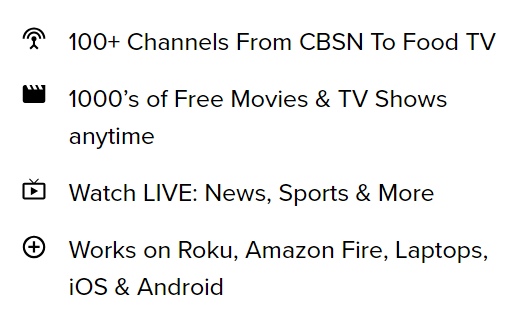 100+ Channels From CBSN To Food TV
1000’s of Free Movies & TV Shows
anytime
Watch LIVE: News, Sports & More
Works on Roku, Amazon Fire, Laptops,
iOS & Android